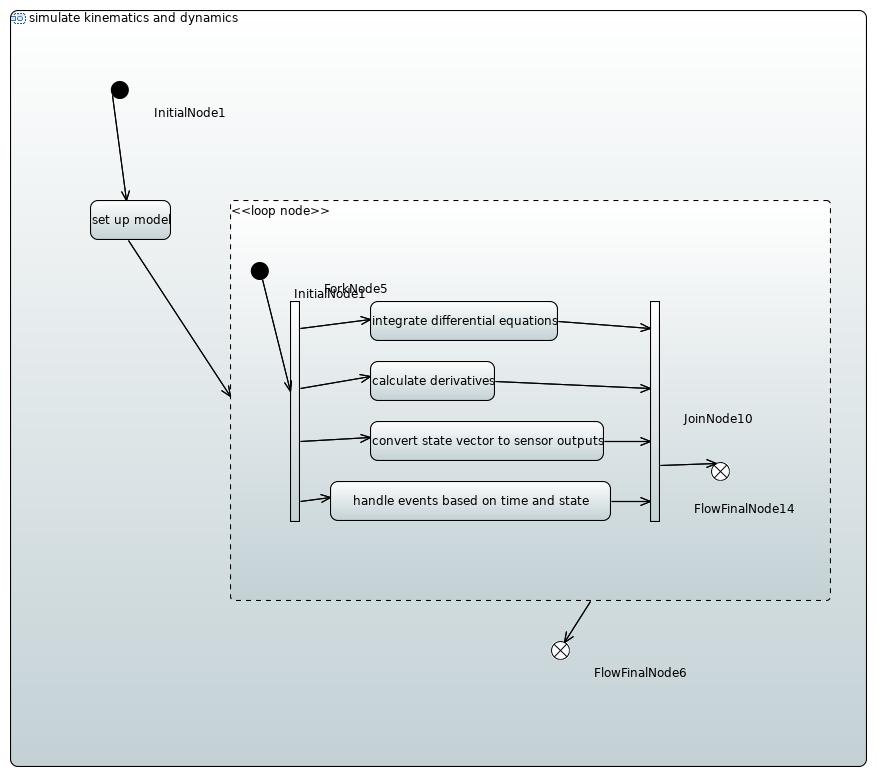 simulate kinematics and dynamics
InitialNode1
set up model
<<loop node>>
ForkNode5
InitialNode1
integrate differential equations
calculate derivatives
JoinNode10
convert state vector to sensor outputs
handle events based on time and state
FlowFinalNode14
FlowFinalNode6